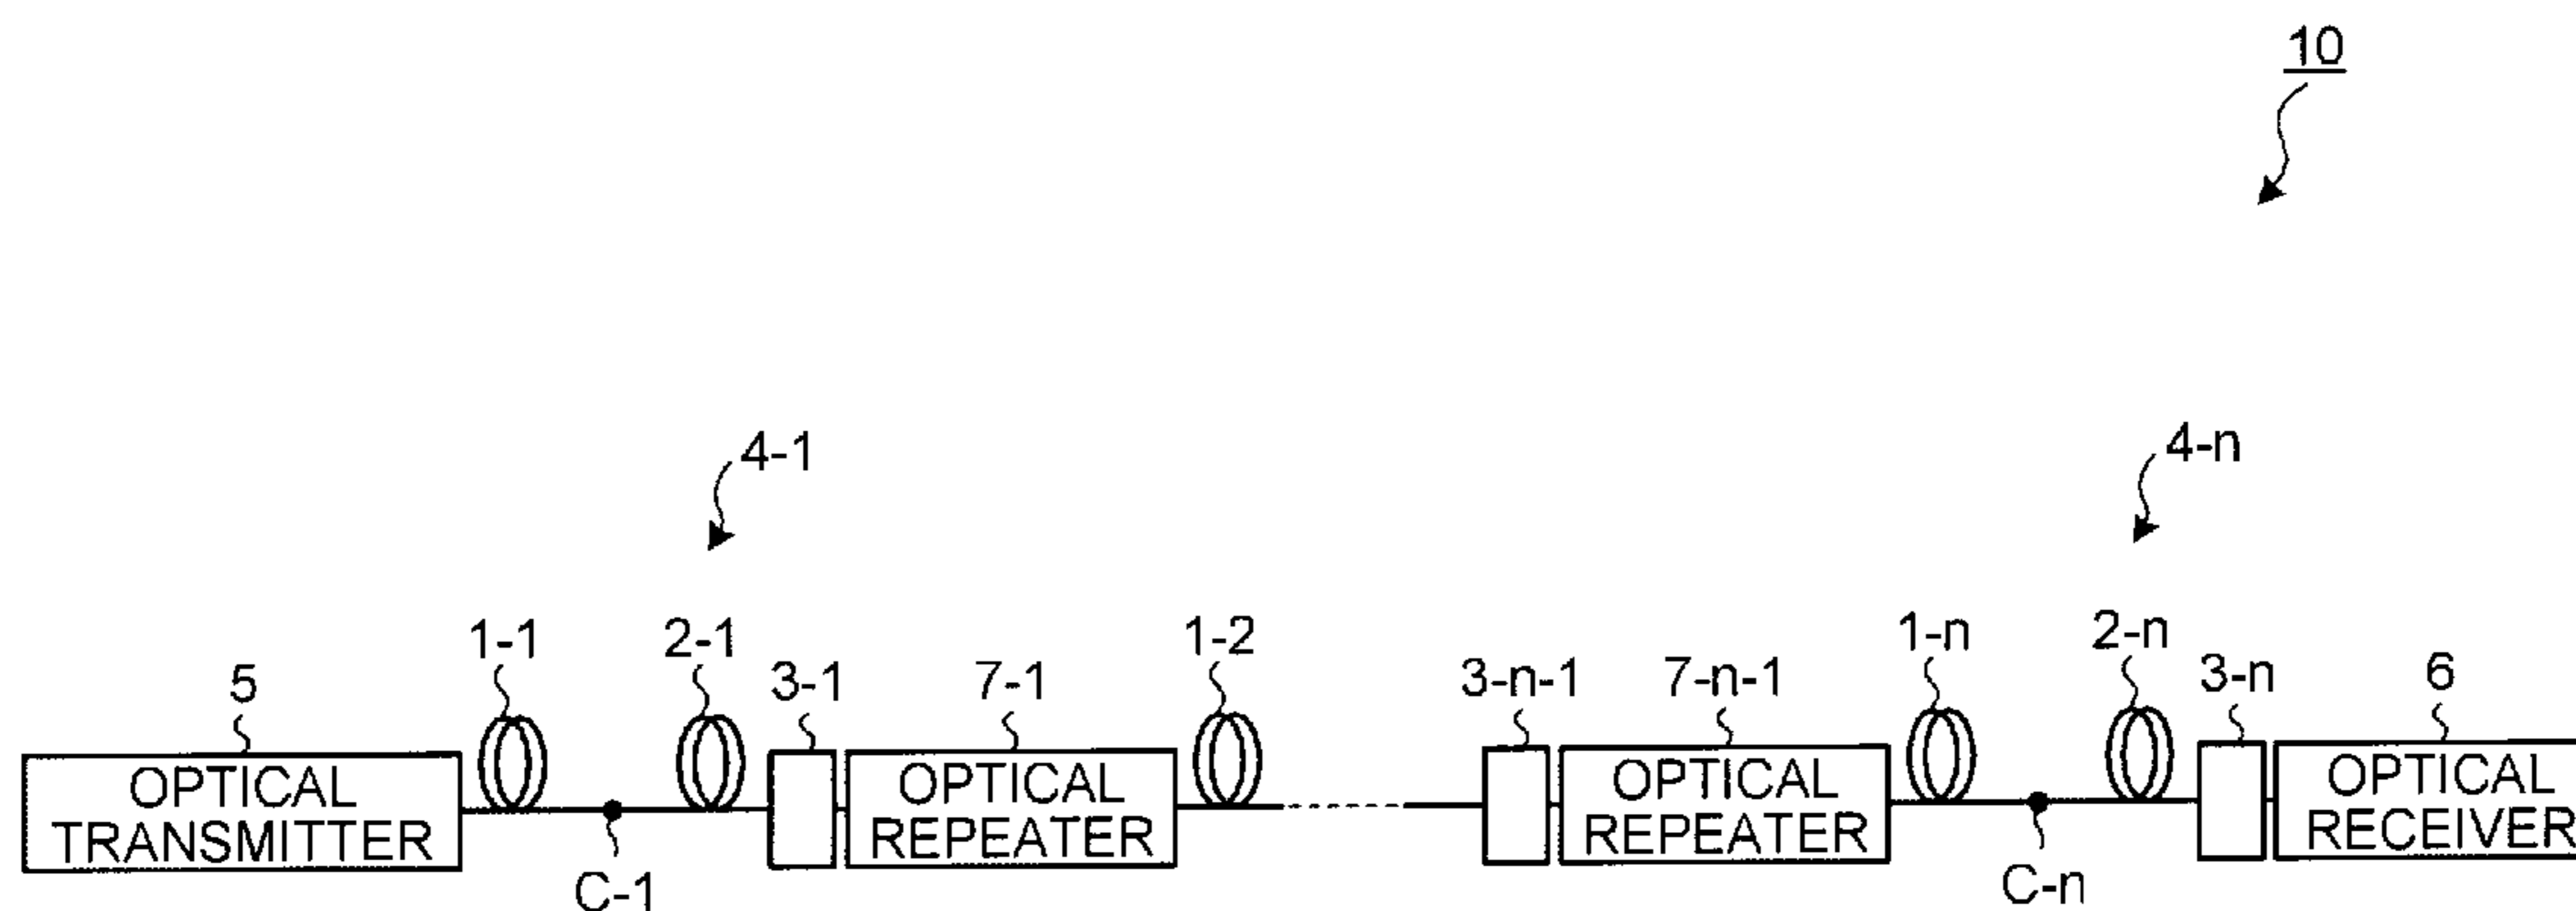 10
4-1
4-n
1-1
2-1
1-2
1-n
2-n
5
3-1
7-1
3-n-1
7-n-1
3-n
6
OPTICAL
TRANSMITTER
OPTICAL
REPEATER
OPTICAL
REPEATER
OPTICAL
RECEIVER
C-1
C-n